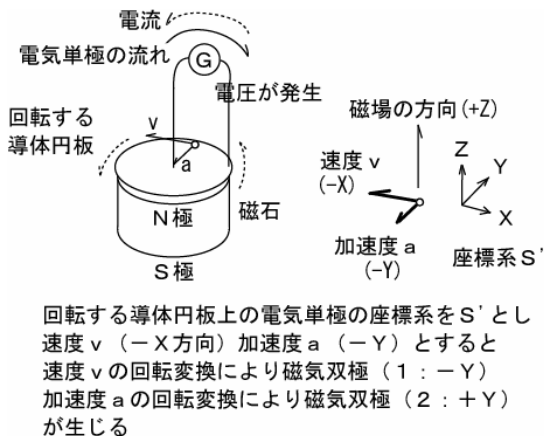 電流
電気単極の流れ
G
電圧が発生
回転する
導体円板
v
a
N極
磁石
S極
磁場の方向(+Z)
速度v
(-X)
加速度a
(-Y)
Z
Y
X
座標系S'
回転する導体円板上の電気単極の座標系をS'とし
速度v(-X方向)加速度a(-Y)とすると
速度vの回転変換により磁気双極(1:-Y)
加速度aの回転変換により磁気双極(2:+Y)
が生じる